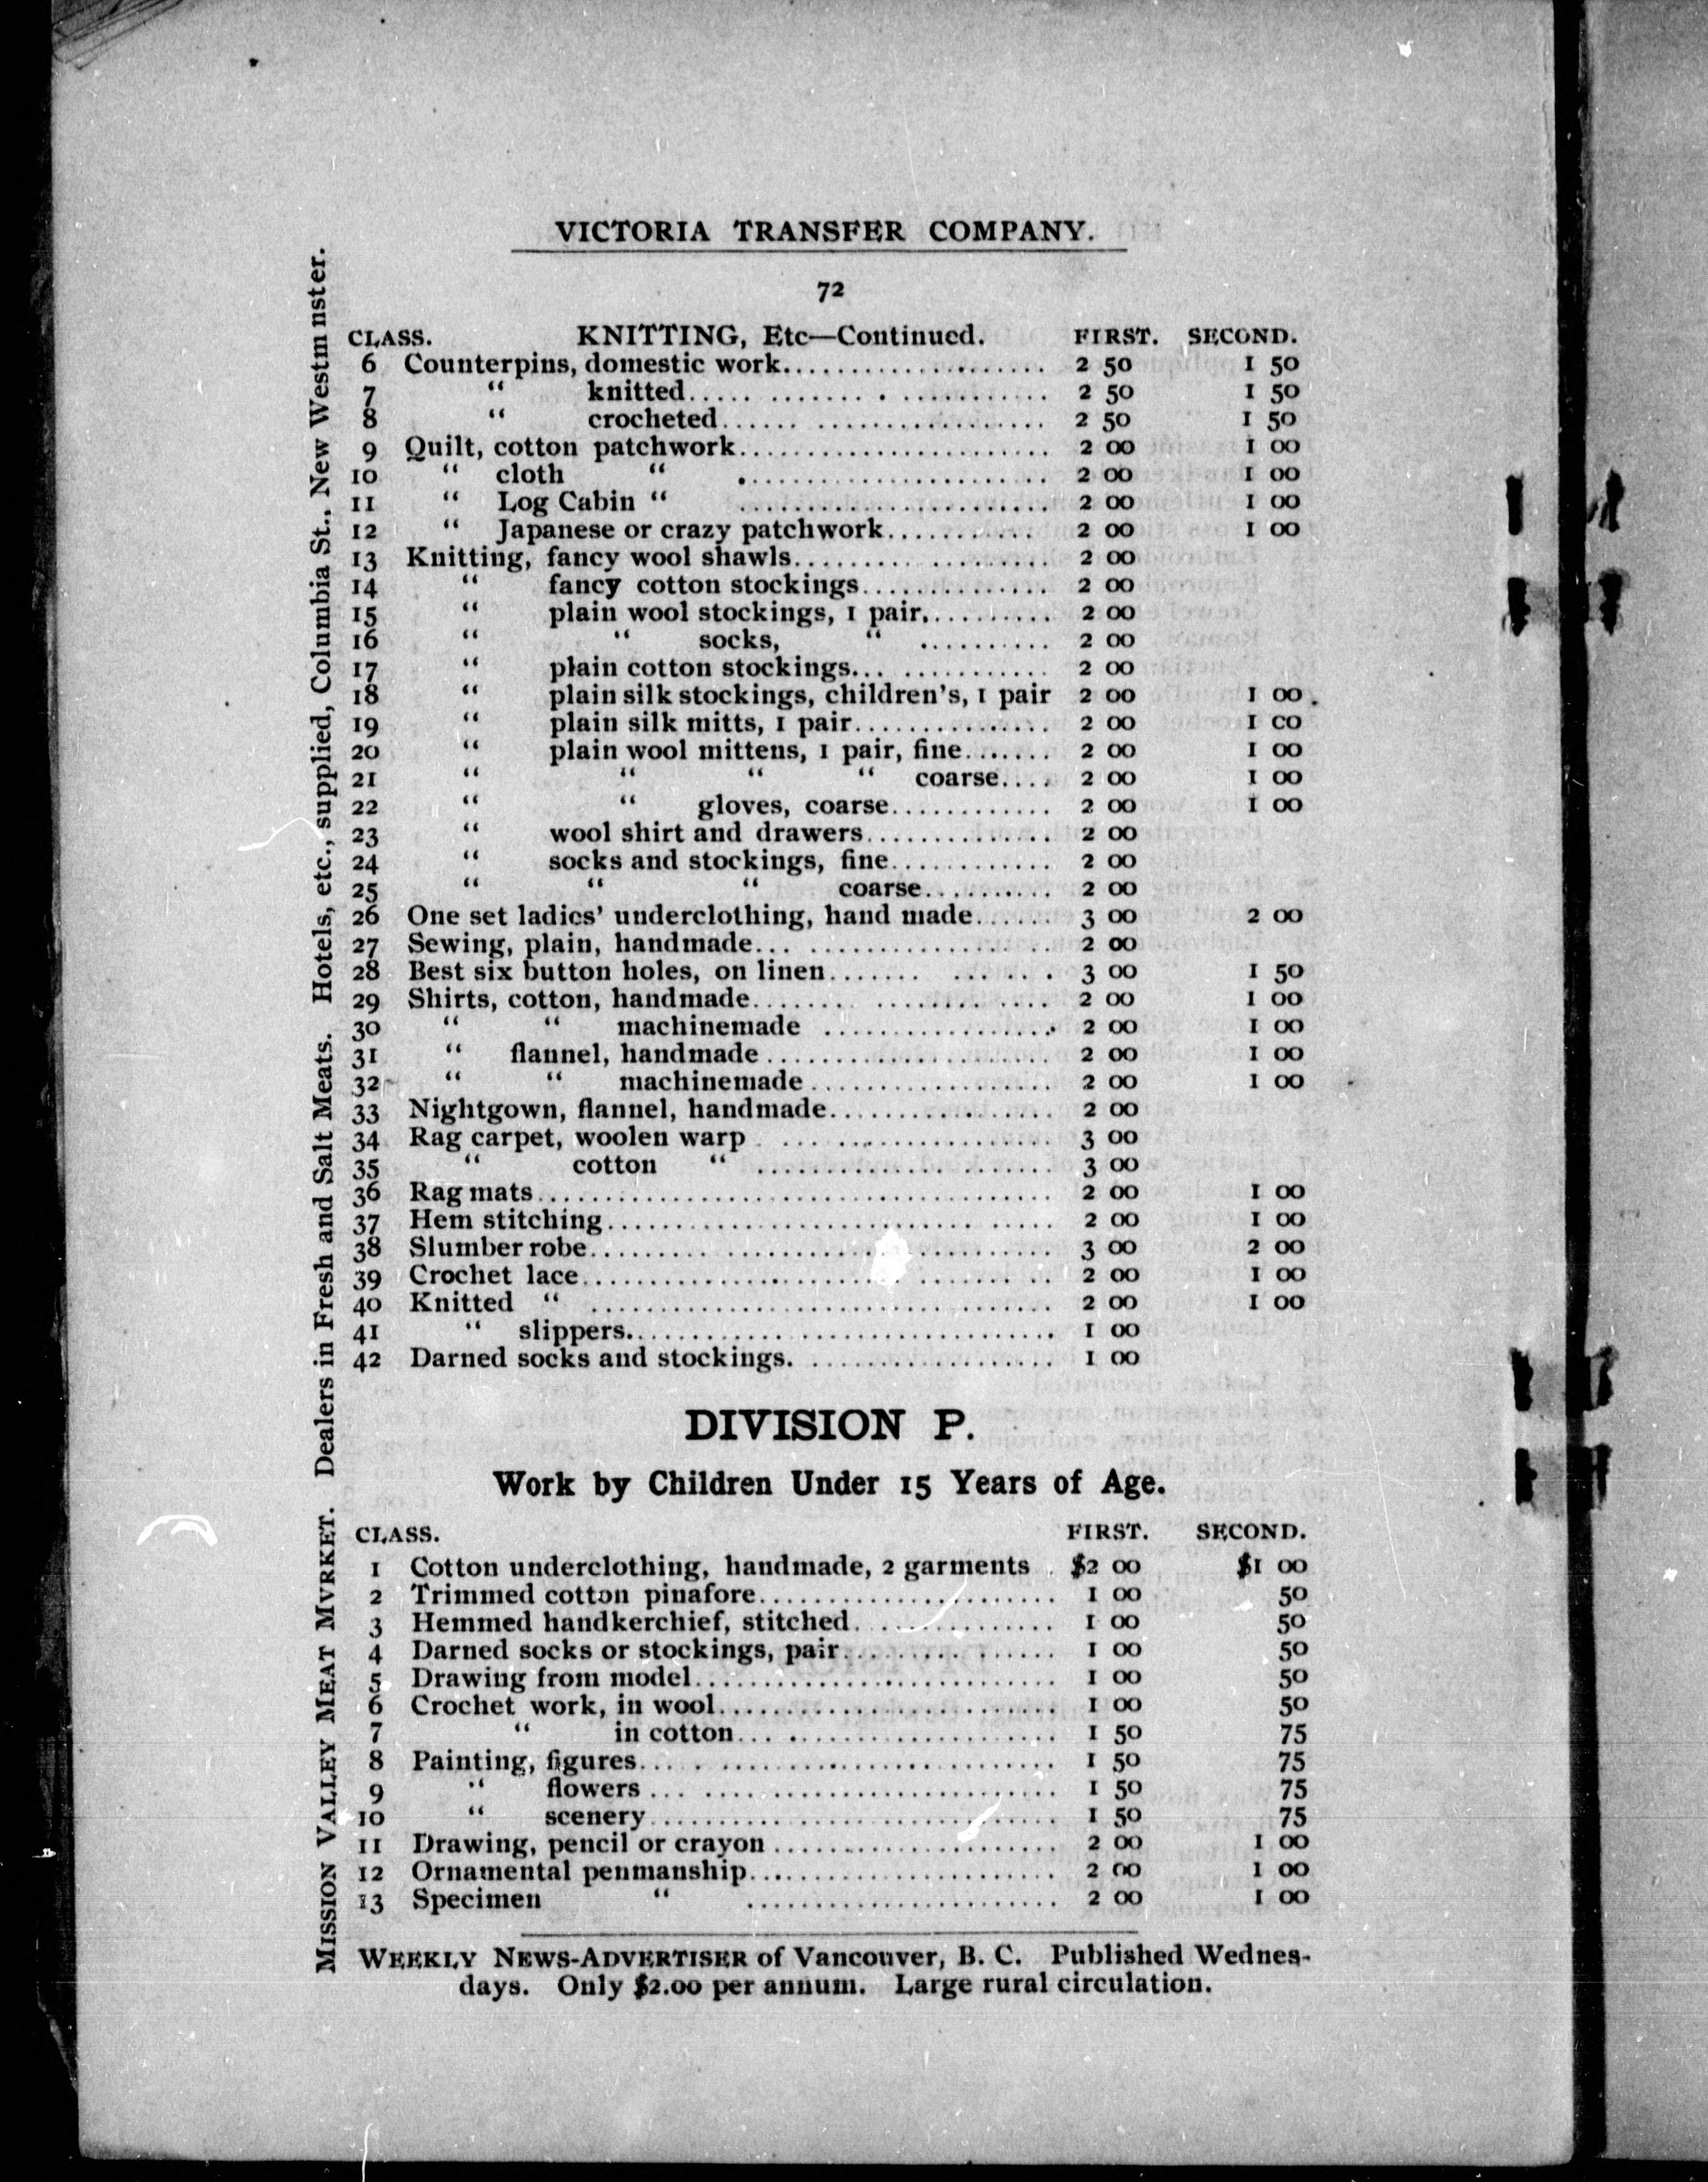 VICTORIA TRANSFER COMPANY.
72
CLASS. KNITTING, Etc—Continued. FIRST. SECOND.
6 Counterpins, domestic work.................... 2 50 1 50
7 “ knitted..... ....... . ............ 2 50 1 50
8 “ crocheted...... .................. 2 50 1 50
9 Quilt, cotton patchwork....................... 2 00 1 00
10 “ cloth “ ....................... 2 00 1 00
11 “ Log Cabin “ ....................... 2 00 1 00
12 “ Japanese or crazy patchwork........... 2 00 1 00
13 Knitting, fancy wool shawls................... 2 00
14 “ fancy cotton stockings.............. 2 00
15 “ plain wool stockings, 1 pair.......... 2 00
16 “ “ socks, “ .......... 2 00
17 “ plain cotton stockings... ........... 2 00
18 “ plain silk stockings, children's, 1 pair 2 00 1 00.
19 “ plain silk mitts, 1 pair............... 2 00 1 co
20 “ plain wool mittens, 1 pair, fine....... 2 00 1 00
21 “ “ “ “ coarse.... 2 00 1 00
22 “ “ gloves, coarse............ 2 00 1 00
23 “ wool shirt and drawers.............. 2 00
24 “ socks and stockings, fine............ 2 00
25 “ “ “ coarse.......... 2 00
26 One set ladies' underclothing, hand made...... 3 00 2 00
27 Sewing, plain, handmade... .................. 2 00
28 Best six button holes, on linen....... ... ... . 3 00 1 50
29 Shirts, cotton, handmade........ ............. 2 00 1 00
30 “ “ machinemade ................. 2 00 1 00
31 “ flannel, handmade..................... 2 00 1 00
32 “ “ machinemade.................. 2 00 1 00
33 Nightgown, flannel, handmade................. 2 00
34 Rag carpet, woolen warp . .................... 3 00
35 “ cotton “ ...................... 3 00
36 Rag mats...................................... 2 00 1 00
37 Hem stitching................................. 2 00 1 00
38 Slumber robe.................................. 3 00 2 00
39 Crochet lace.................................. 2 00 1 00
40 Knitted “ .................................. 2 00 1 00
41 “ slippers................................ 1 00
42 Darned socks and stockings. .................. 1 00
DIVISION P.
Work by Children Under 15 Years of Age.
CLASS. FIRST. SECOND.
1 Cotton underclothing, handmade, 2 garments . $2 00 $1 00
2 Trimmed cotton pinafore...................... 1 00 50
3 Hemmed handkerchief, stitched............... 1 00 50
4 Darned socks or stockings, pair................ 1 00 50
5 Drawing from model........................... 1 00 50
6 Crochet work, in wool......................... 1 00 50
7 “ in cotton... .................... 1 50 75
8 Painting, figures.... . ......................... 1 50 75
9 “ flowers ... .......................... 1 50 75
10 “ scenery.............................. 1 50 75
11 Drawing, pencil or crayon ..................... 2 00 1 00
12 Ornamental penmanship....................... 2 00 1 00
13 Specimen “ ....................... 2 00 1 00
WEEKLY NEWS-ADVERTISER of Vancouver, B. C. Published Wednes-
days. Only $2.00 per annum. Large rural circulation.
MISSION VALLEY MEAT MVRKET. Dealers in Fresh and Salt Meats. Hotels, etc., supplied, Columbia St., New Westm nster.